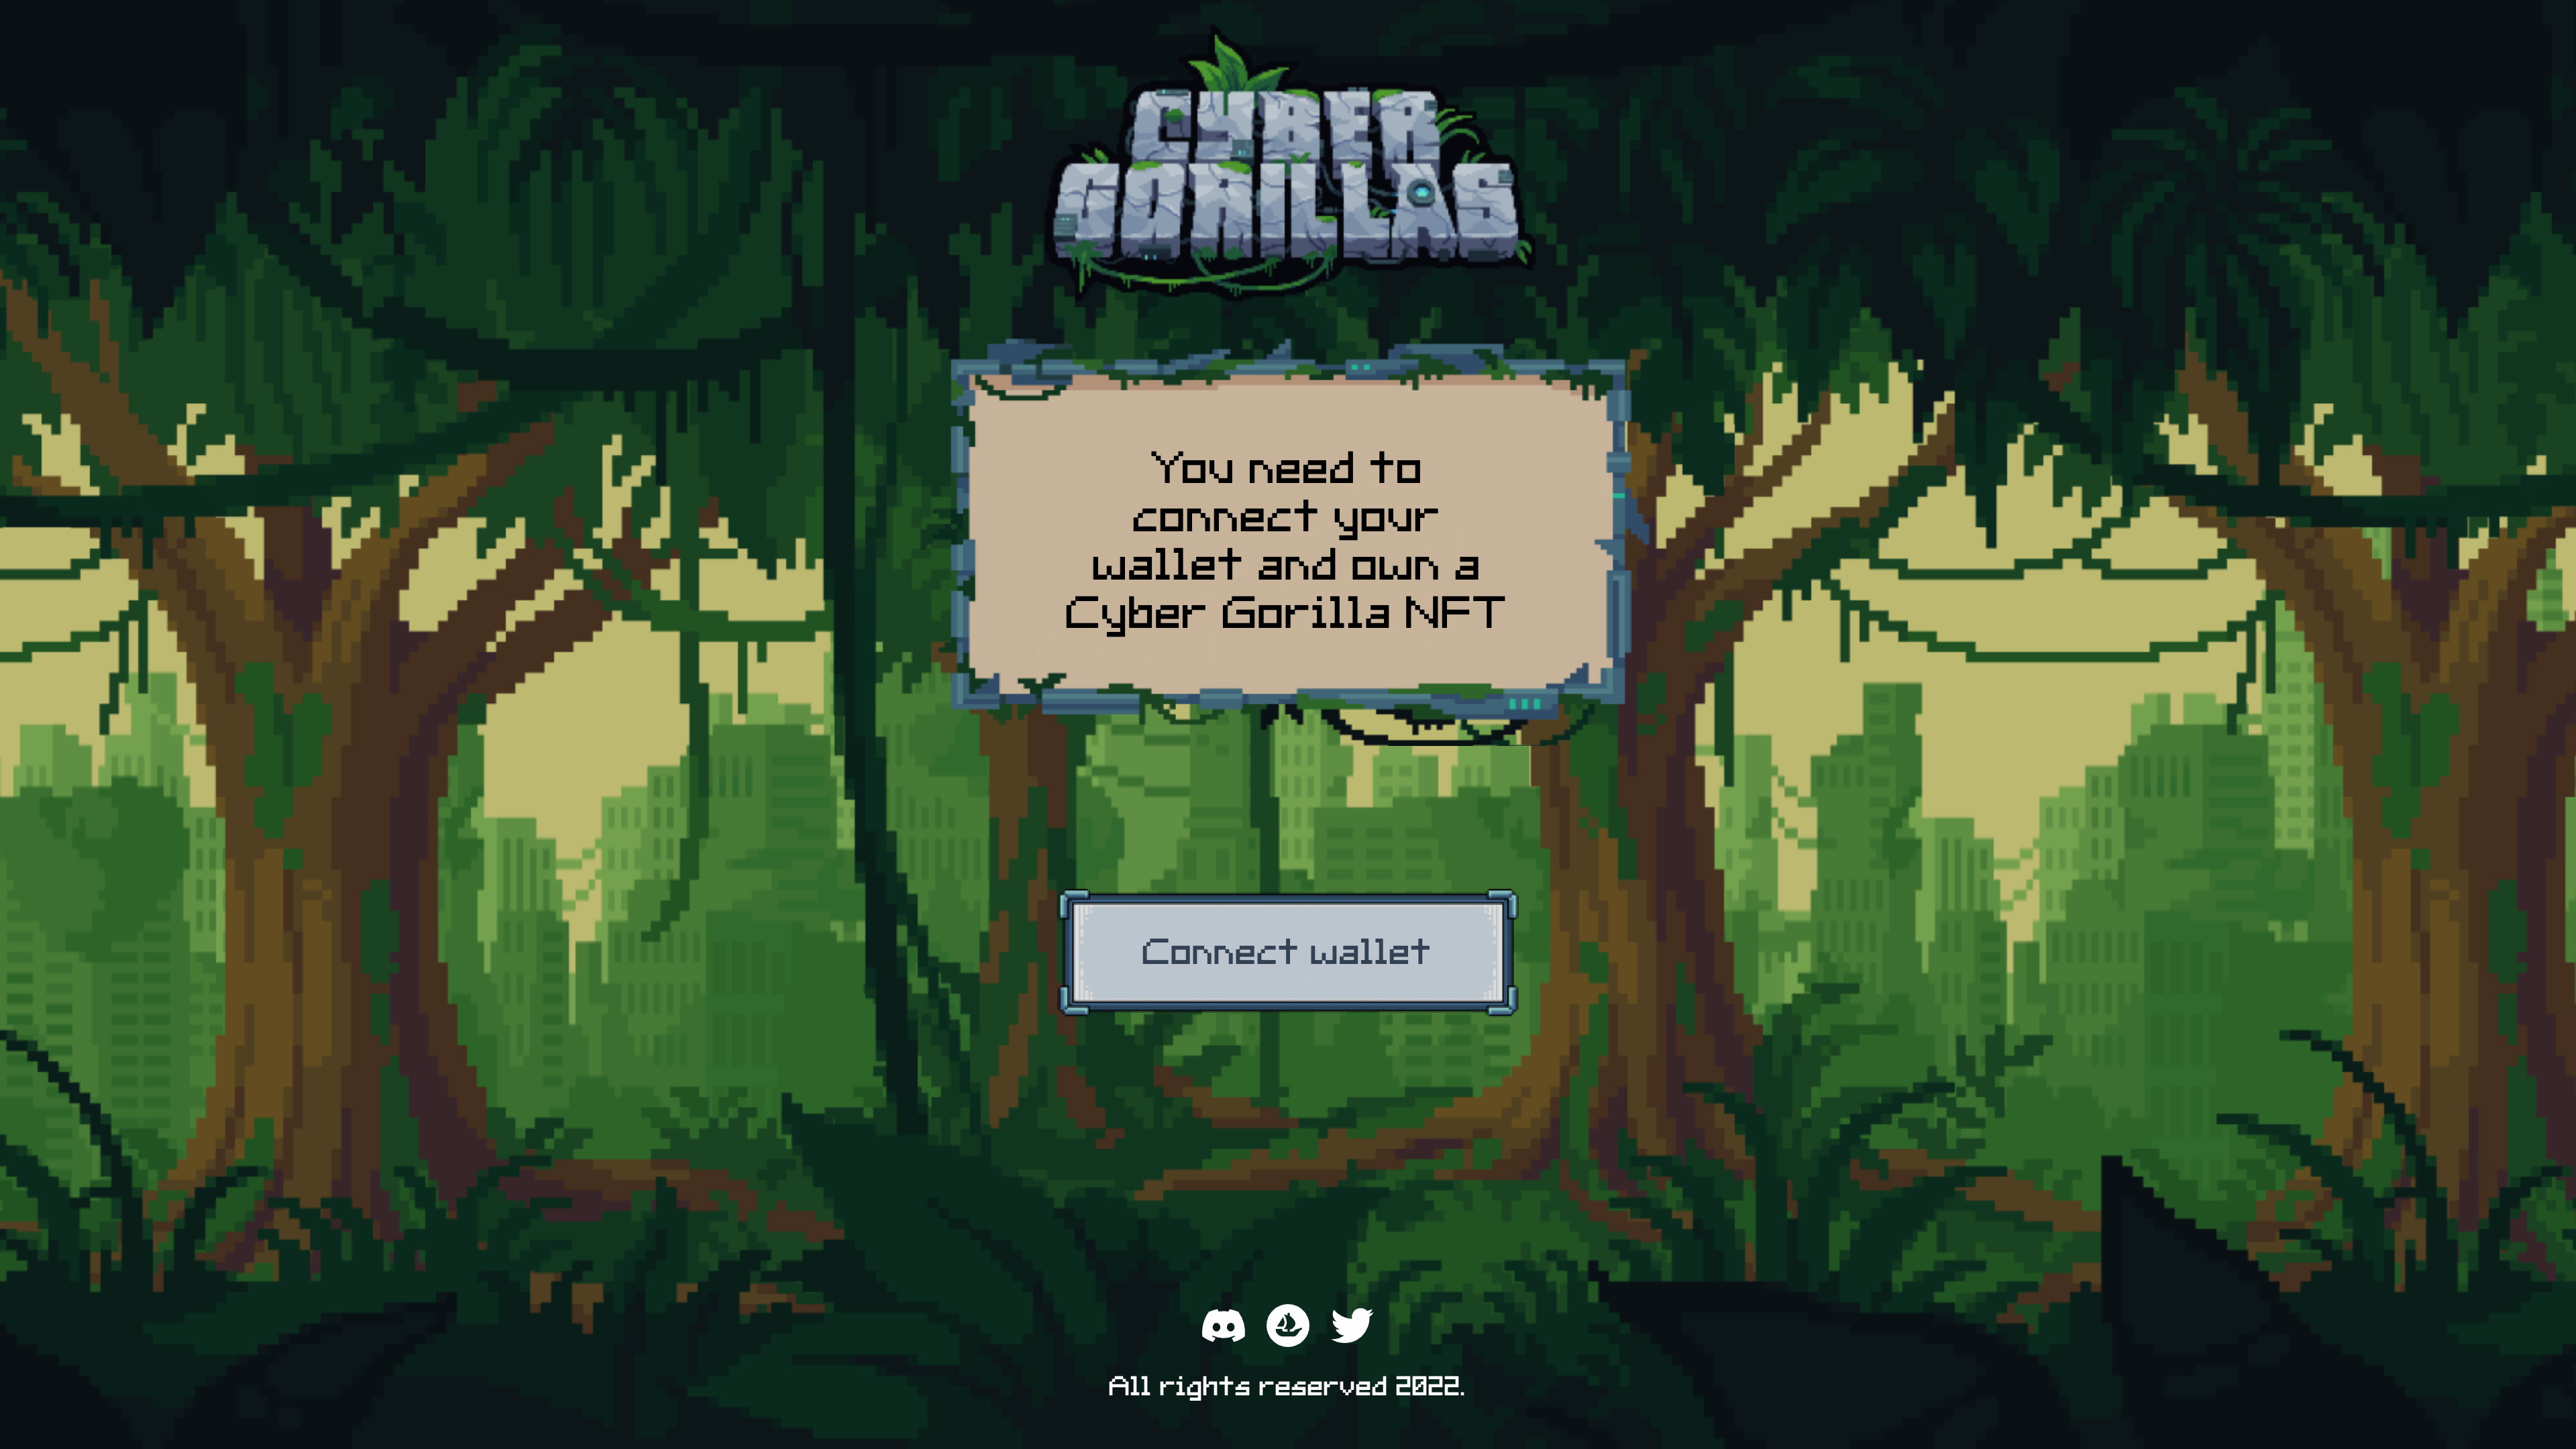 CYBER
GORILLAS
You need to
connect your
wallet and own a
Cyber Gorilla NFT
Connect wallet
All rights reserved 2022.